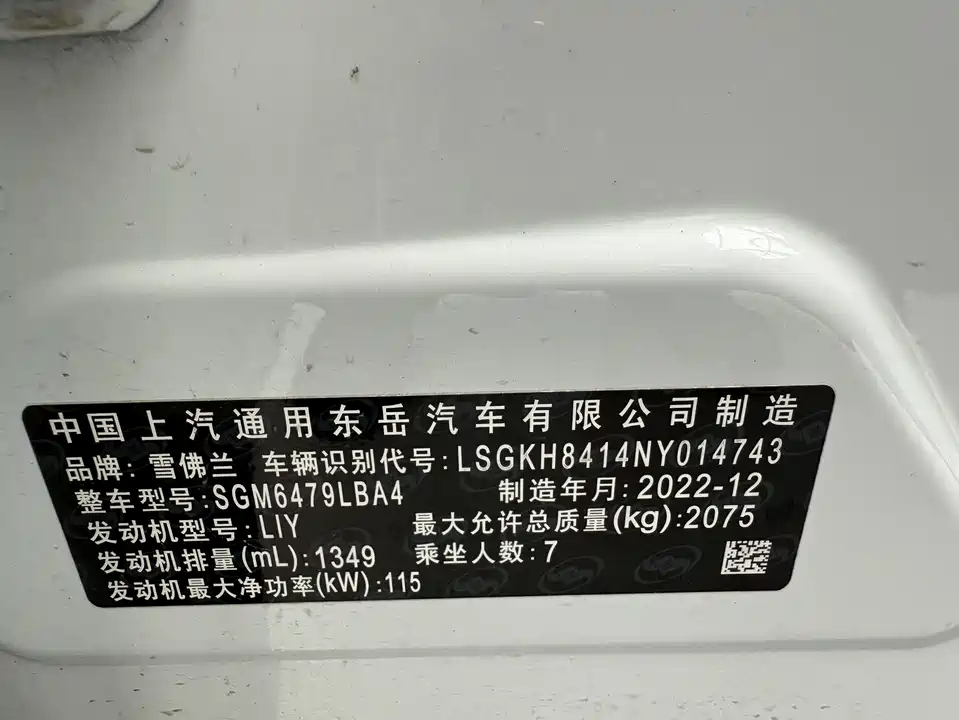 中国上汽通用东岳汽车有限公司制造
品牌: 雪佛兰 车辆识别代号:LSGKH8414NY014743
整车型号:SGM6479LBA4 制造年月:2022-12
发动机型号:LIY 最大允许总质量(kg):2075
发动机排量(mL):1349 乘坐人数:7
发动机最大净功率(kW):115